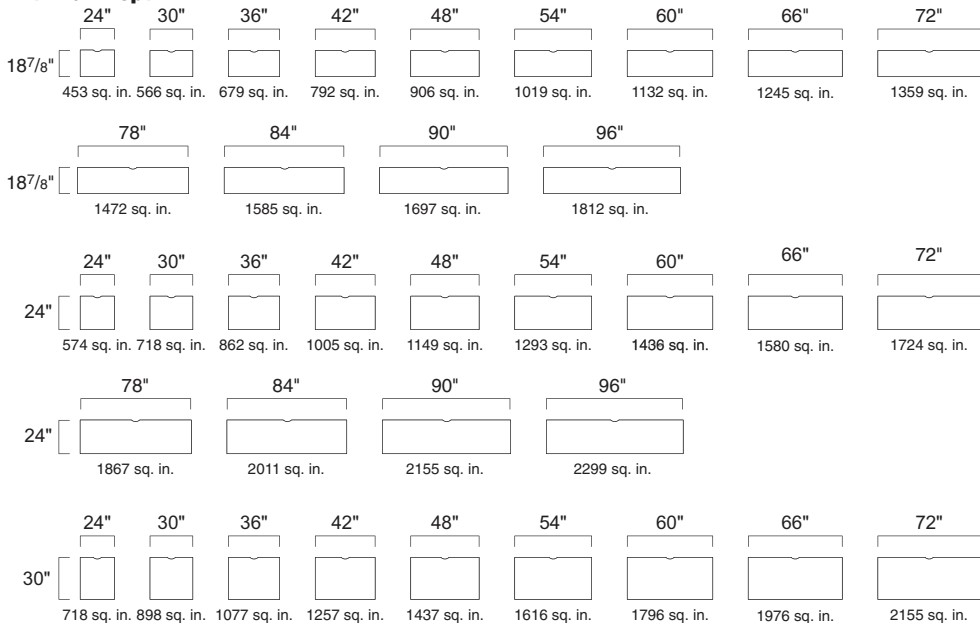 24" 30" 36" 42" 48" 54" 60" 66" 72"
18 7/8"
453 sq. in. 566 sq. in. 679 sq. in. 792 sq. in. 906 sq. in. 1019 sq. in. 1132 sq. in. 1245 sq. in. 1359 sq. in.
78" 84" 90" 96"
18 7/8"
1472 sq. in. 1585 sq. in. 1697 sq. in. 1812 sq. in.
24" 30" 36" 42" 48" 54" 60" 66" 72"
24"
574 sq. in. 718 sq. in. 862 sq. in. 1005 sq. in. 1149 sq. in. 1293 sq. in. 1436 sq. in. 1580 sq. in. 1724 sq. in.
78" 84" 90" 96"
24"
1867 sq. in. 2011 sq. in. 2155 sq. in. 2299 sq. in.
24" 30" 36" 42" 48" 54" 60" 66" 72"
30"
718 sq. in. 898 sq. in. 1077 sq. in. 1257 sq. in. 1437 sq. in. 1616 sq. in. 1796 sq. in. 1976 sq. in. 2155 sq. in.